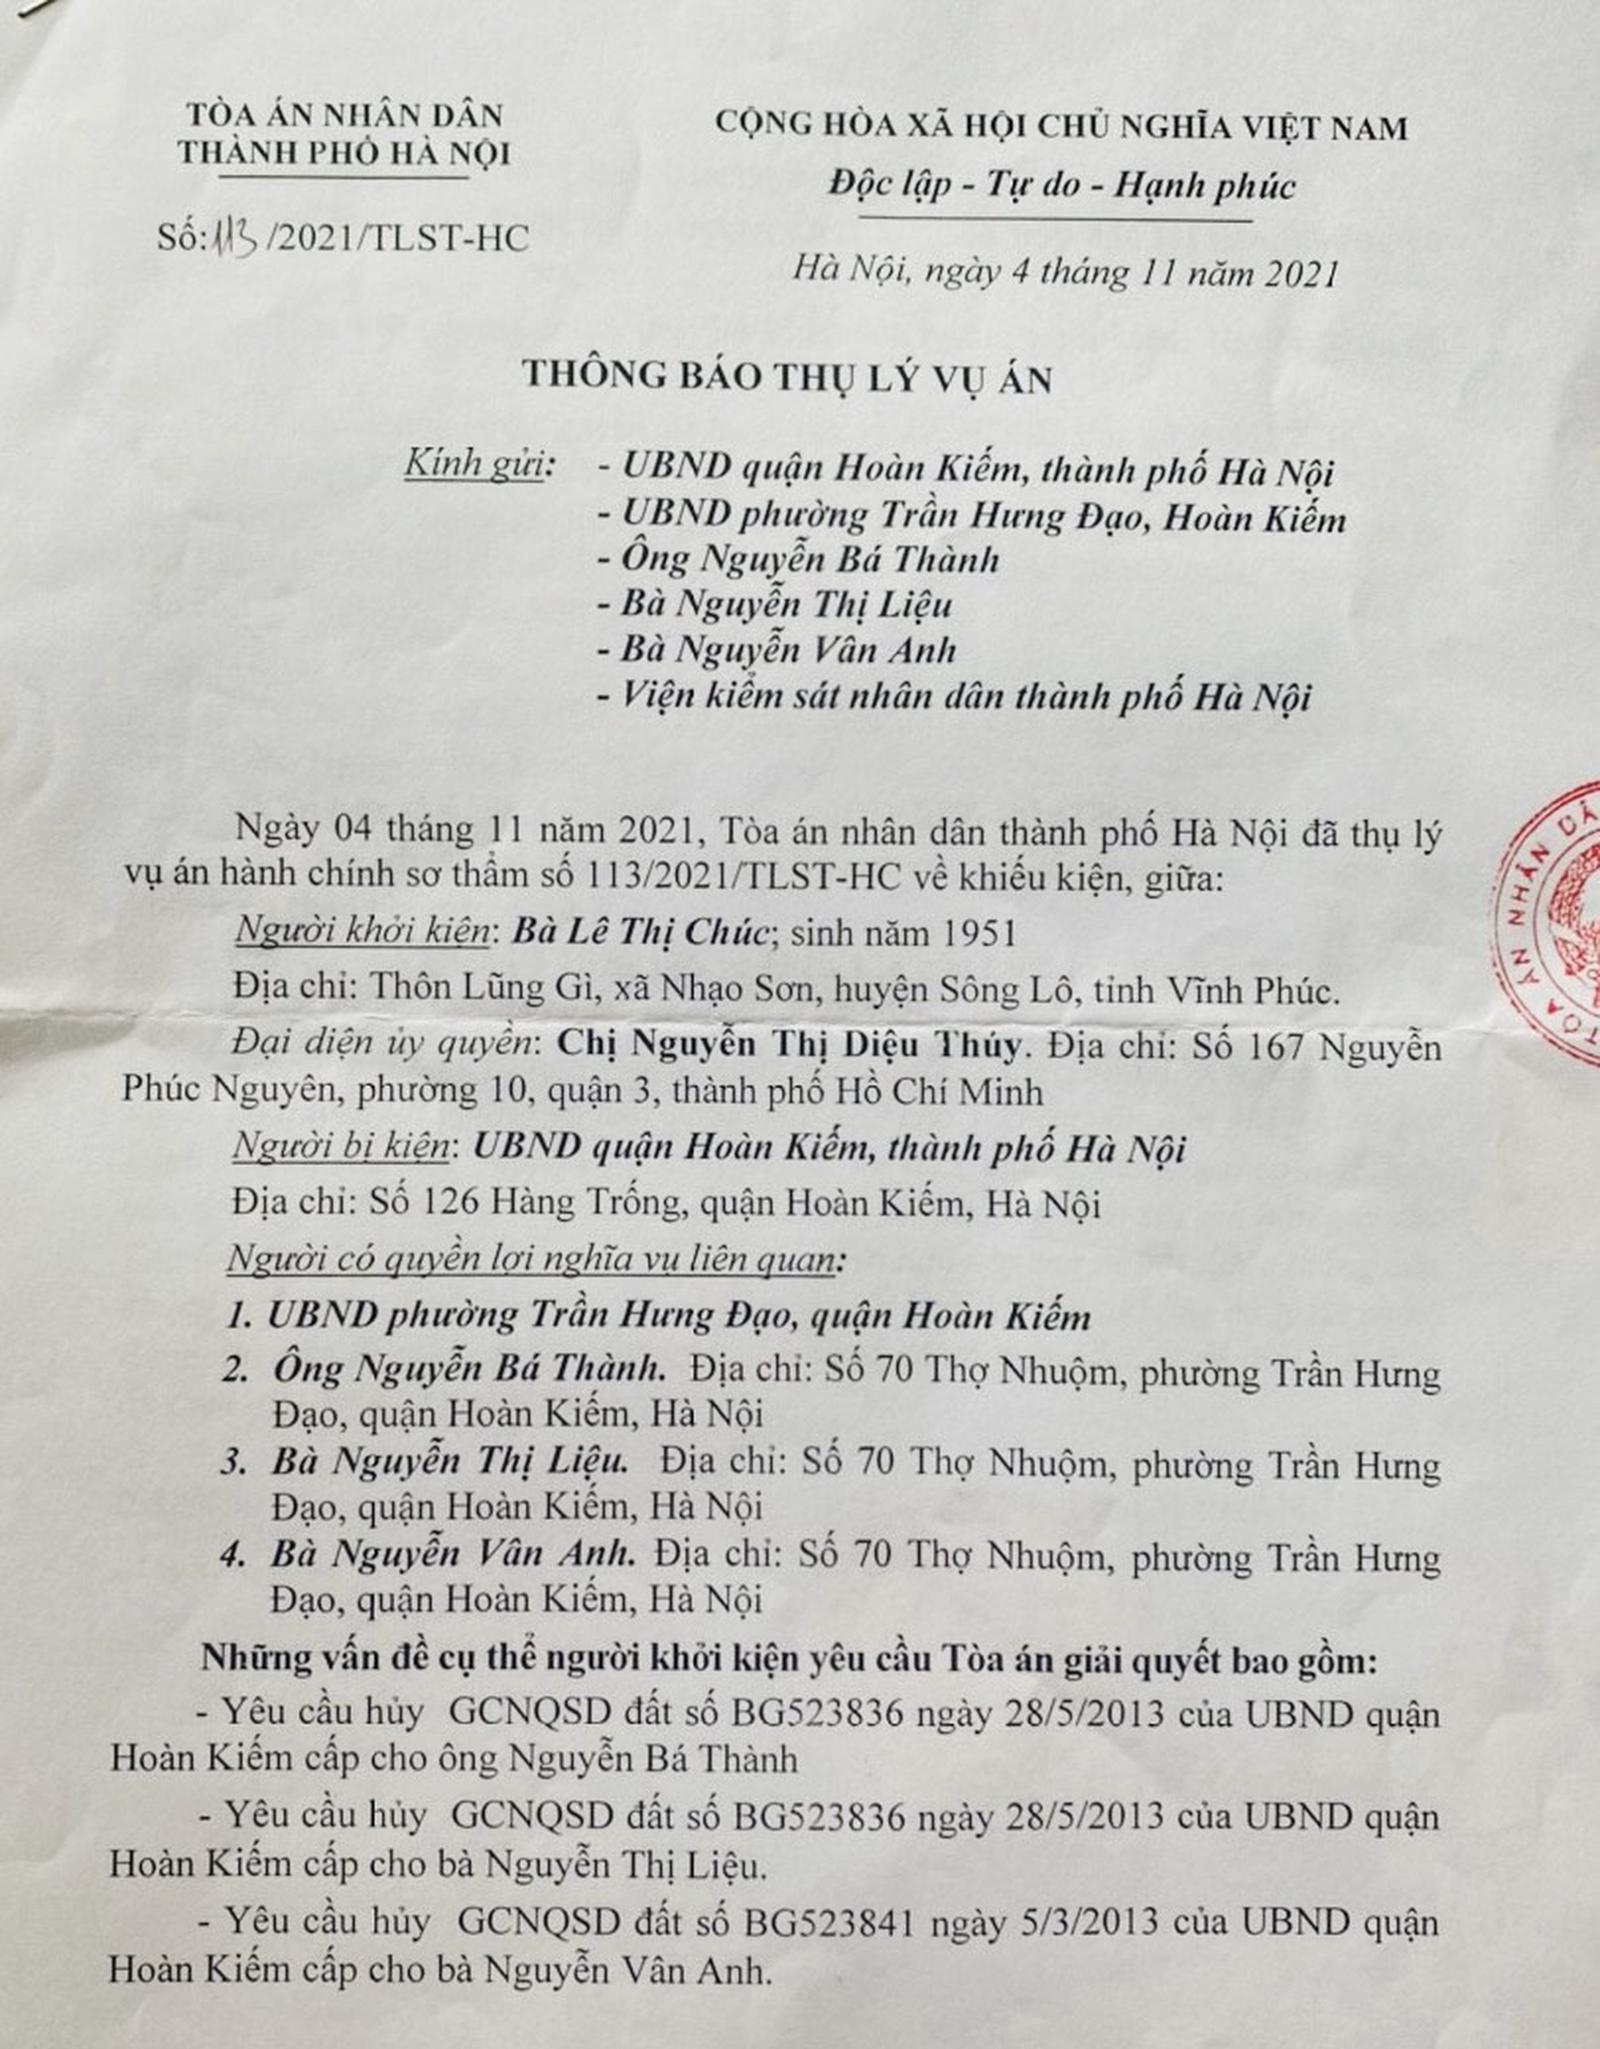 TÒA ÁN NHÂN DÂN
THÀNH PHỐ HÀ NỘI
Số:113/2021/TLST-HC
CỘNG HÒA XÃ HỘI CHỦ NGHĨA VIỆT NAM
Độc lập - Tự do - Hạnh phúc
Hà Nội, ngày 4 tháng 11 năm 2021
THÔNG BÁO THỤ LÝ VỤ ÁN
Kính gửi: - UBND quận Hoàn Kiếm, thành phố Hà Nội
- UBND phường Trần Hưng Đạo, Hoàn Kiếm
- Ông Nguyễn Bá Thành
- Bà Nguyễn Thị Liệu
- Bà Nguyễn Vân Anh
- Viện kiểm sát nhân dân thành phố Hà Nội
Ngày 04 tháng 11 năm 2021, Tòa án nhân dân thành phố Hà Nội đã thụ lý
vụ án hành chính sơ thẩm số 113/2021/TLST-HC về khiếu kiện, giữa:
Người khởi kiện: Bà Lê Thị Chúc; sinh năm 1951
Địa chỉ: Thôn Lũng Gì, xã Nhạo Sơn, huyện Sông Lô, tỉnh Vĩnh Phúc.
Đại diện ủy quyền: Chị Nguyễn Thị Diệu Thúy. Địa chỉ: Số 167 Nguyễn
Phúc Nguyên, phường 10, quận 3, thành phố Hồ Chí Minh
Người bị kiện: UBND quận Hoàn Kiếm, thành phố Hà Nội
Địa chỉ: Số 126 Hàng Trống, quận Hoàn Kiếm, Hà Nội
Người có quyền lợi nghĩa vụ liên quan:
1. UBND phường Trần Hưng Đạo, quận Hoàn Kiếm
2. Ông Nguyễn Bá Thành. Địa chỉ: Số 70 Thợ Nhuộm, phường Trần Hưng
Đạo, quận Hoàn Kiếm, Hà Nội
3. Bà Nguyễn Thị Liệu. Địa chỉ: Số 70 Thợ Nhuộm, phường Trần Hưng
Đạo, quận Hoàn Kiếm, Hà Nội
4. Bà Nguyễn Vân Anh. Địa chỉ: Số 70 Thợ Nhuộm, phường Trần Hưng
Đạo, quận Hoàn Kiếm, Hà Nội
Những vấn đề cụ thể người khởi kiện yêu cầu Tòa án giải quyết bao gồm:
- Yêu cầu hủy GCNQSD đất số BG523836 ngày 28/5/2013 của UBND quận
Hoàn Kiếm cấp cho ông Nguyễn Bá Thành
- Yêu cầu hủy GCNQSD đất số BG523836 ngày 28/5/2013 của UBND quận
Hoàn Kiếm cấp cho bà Nguyễn Thị Liệu.
- Yêu cầu hủy GCNQSD đất số BG523841 ngày 5/3/2013 của UBND quận
Hoàn Kiếm cấp cho bà Nguyễn Vân Anh.
TÒA ÁN NHÂN DÂ